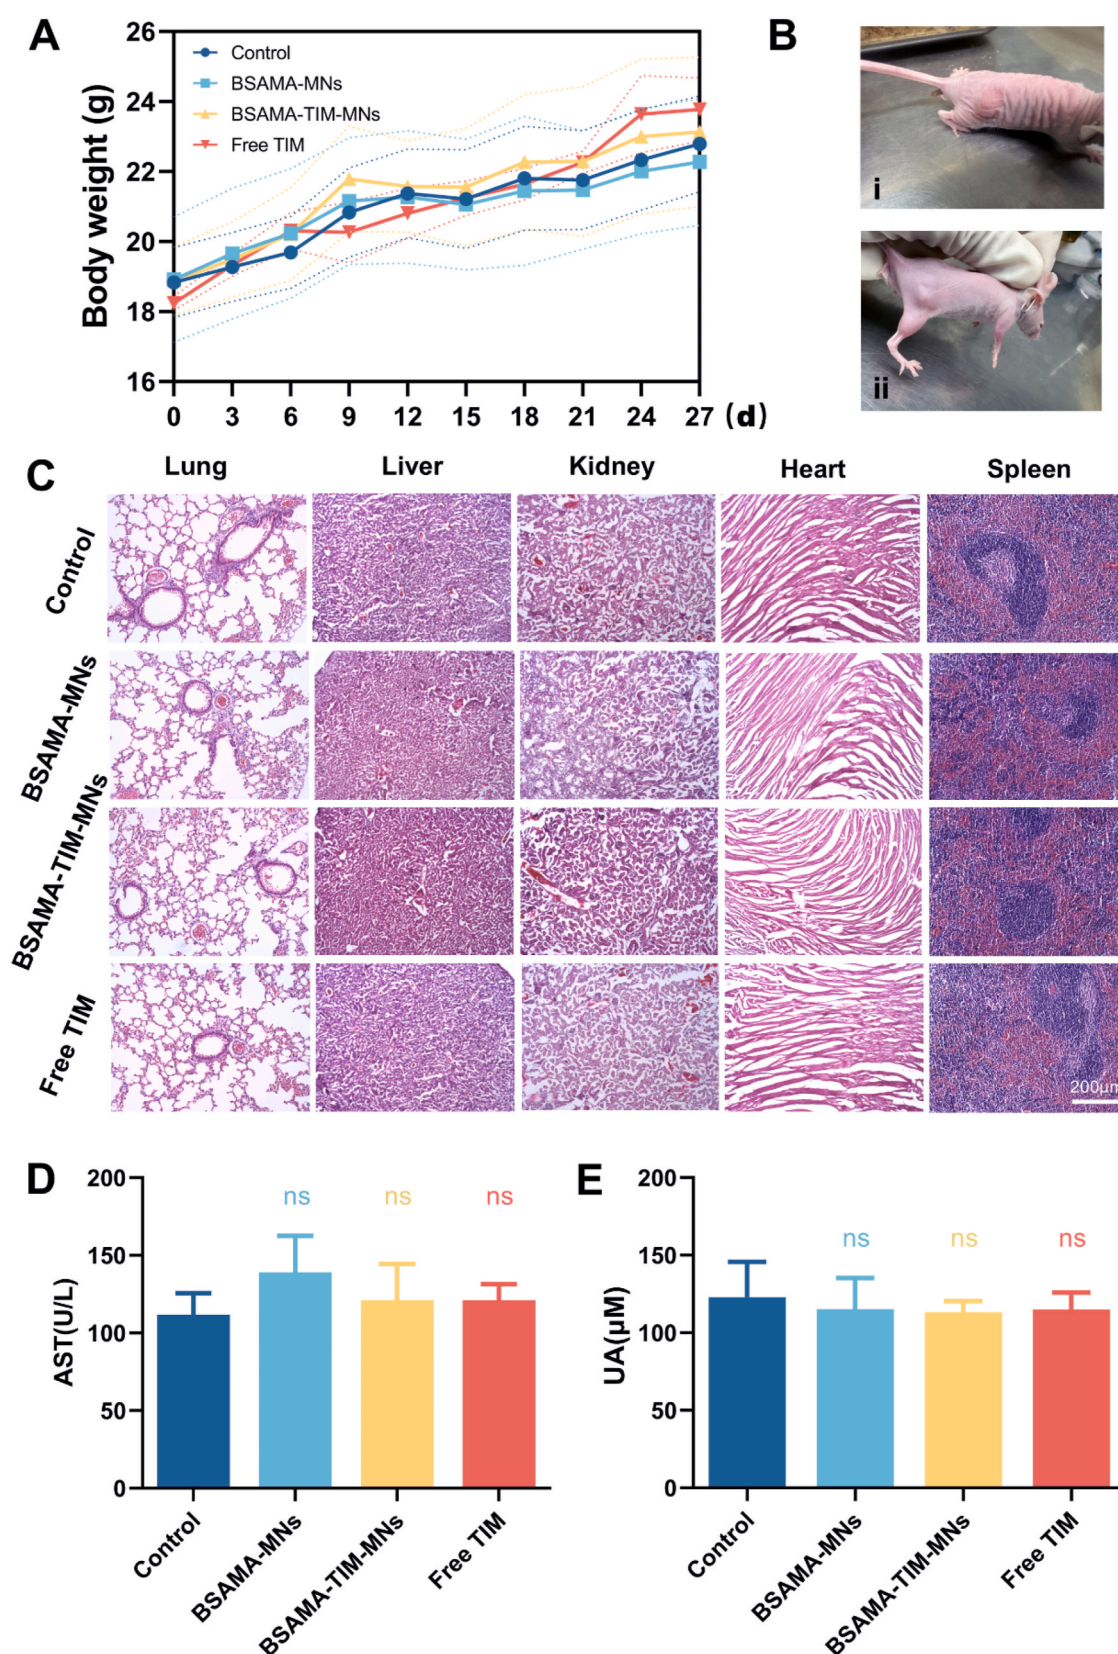 A
26
24
22
20
18
16
Body weight (g)
Control
BSAMA-MNs
BSAMA-TIM-MNs
Free TIM
0 3 6 9 12 15 18 21 24 27 (d)
B
i
ii
C
Lung Liver Kidney Heart Spleen
Control
BSAMA-MNs
BSAMA-TIM-MNs
Free TIM
200μm
D
200
150
100
50
0
AST(U/L)
ns ns ns
Control
BSAMA-MNs
BSAMA-TIM-MNs
Free TIM
E
200
150
100
50
0
UA(μM)
ns ns ns
Control
BSAMA-MNs
BSAMA-TIM-MNs
Free TIM